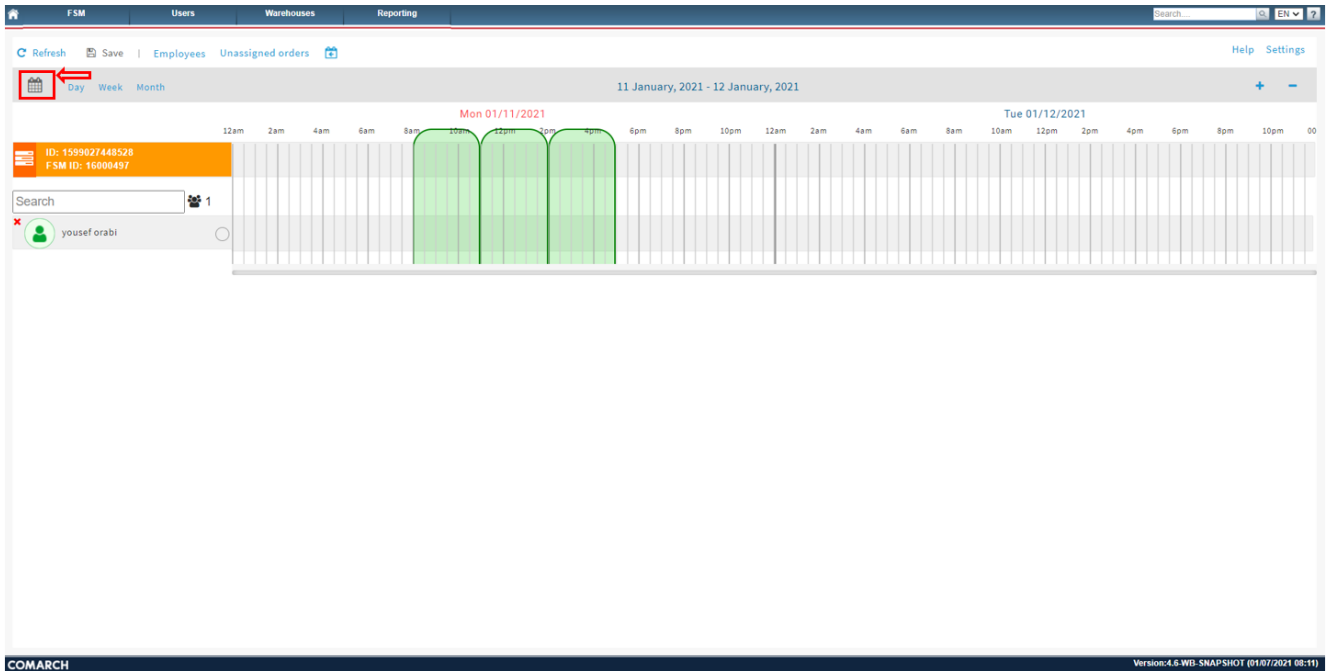 FSM Users Warehouses Reporting Search... EN ?
Refresh Save | Employees Unassigned orders Help Settings
Day Week Month 11 January, 2021 - 12 January, 2021 + −
Mon 01/11/2021 Tue 01/12/2021
12am 2am 4am 6am 8am 10am 12pm 2pm 4pm 6pm 8pm 10pm 12am 2am 4am 6am 8am 10am 12pm 2pm 4pm 6pm 8pm 10pm 00
ID: 1599027448528
FSM ID: 16000497
Search 1
yousef orabi
COMARCH Version:4.6-WB-SNAPSHOT (01/07/2021 08:11)